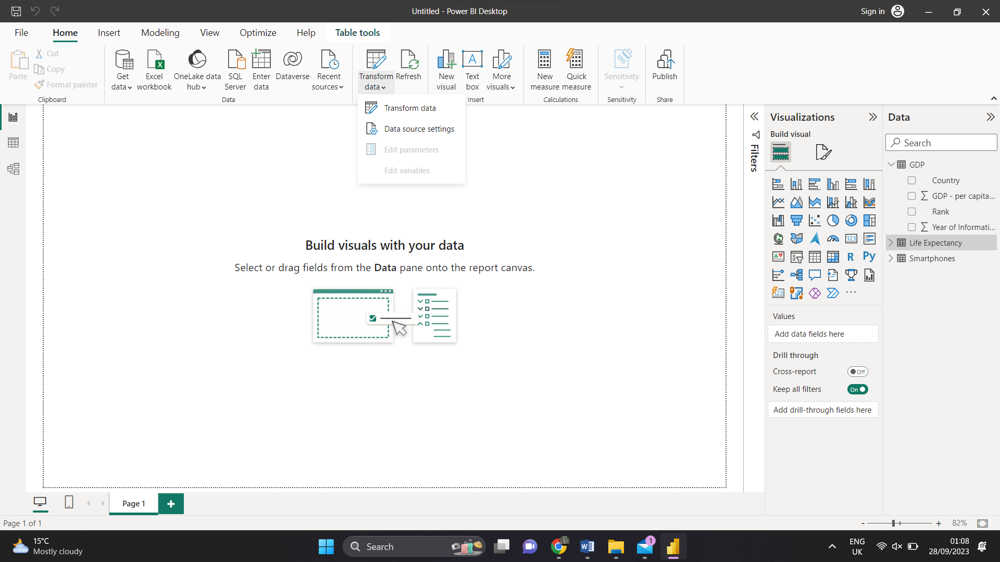 Untitled - Power BI Desktop
Sign in
File
Home
Insert
Modeling
View
Optimize
Help
Table tools
Paste
Cut
Copy
Format painter
Clipboard
Get
data
Excel
workbook
OneLake data
hub
SQL
Server
Enter
data
Dataverse
Recent
sources
Data
Transform
data
Refresh
New
visual
Text
box
More
visuals
Insert
New
measure
Quick
measure
Calculations
Sensitivity
Sensitivity
Publish
Share
Transform data
Data source settings
Edit parameters
Edit variables
Build visuals with your data
Select or drag fields from the Data pane onto the report canvas.
Filters
Visualizations
Build visual
123
R
Py
123
Values
Add data fields here
Drill through
Cross-report
Off
Keep all filters
On
Add drill-through fields here
Data
Search
GDP
Country
GDP - per capita...
Rank
Year of Informati...
Life Expectancy
Smartphones
Page 1
Page 1 of 1
82%
15°C
Mostly cloudy
Search
1
ENG
UK
01:08
28/09/2023